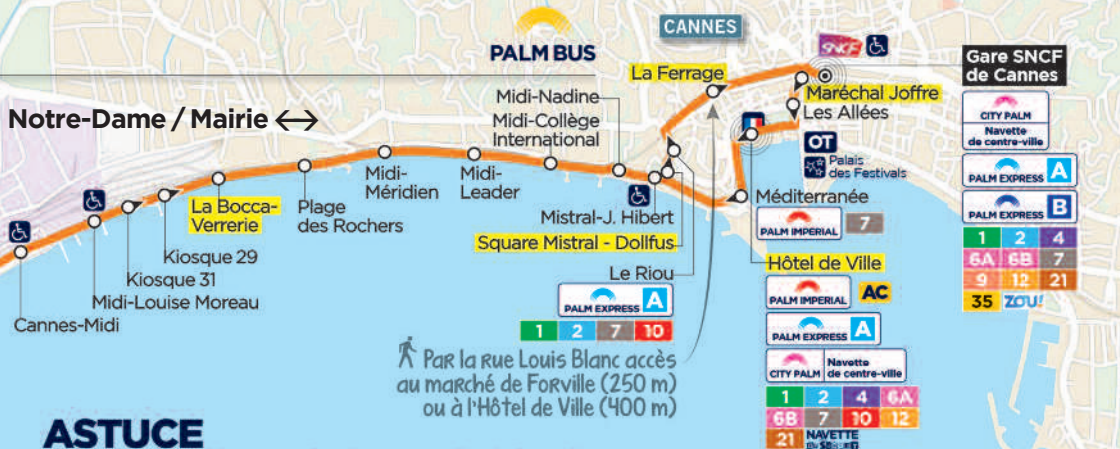 PALM BUS
CANNES
SNCF
Notre-Dame / Mairie ↔
Cannes-Midi
Midi-Louise Moreau
Kiosque 31
Kiosque 29
La Bocca-
Verrerie
Plage
des Rochers
Midi-
Méridien
Midi-
Leader
Midi-Nadine
Midi-Collège
International
Mistral-J. Hibert
Square Mistral - Dollfus
Le Riou
PALM EXPRESS A
1 2 7 10
La Ferrage
Par la rue Louis Blanc accès
au marché de Forville (250 m)
ou à l'Hôtel de Ville (400 m)
Maréchal Joffre
Les Allées
OT
Palais
des Festivals
Méditerranée
PALM IMPERIAL 7
Hôtel de Ville
PALM IMPERIAL AC
PALM EXPRESS A
CITY PALM Navette
de centre-ville
1 2 4 6A
6B 7 10 12
21 NAVETTE
Gare SNCF
de Cannes
CITY PALM
Navette
de centre-ville
PALM EXPRESS A
PALM EXPRESS B
1 2 4
6A 6B 7
9 12 21
35 ZOU!
ASTUCE